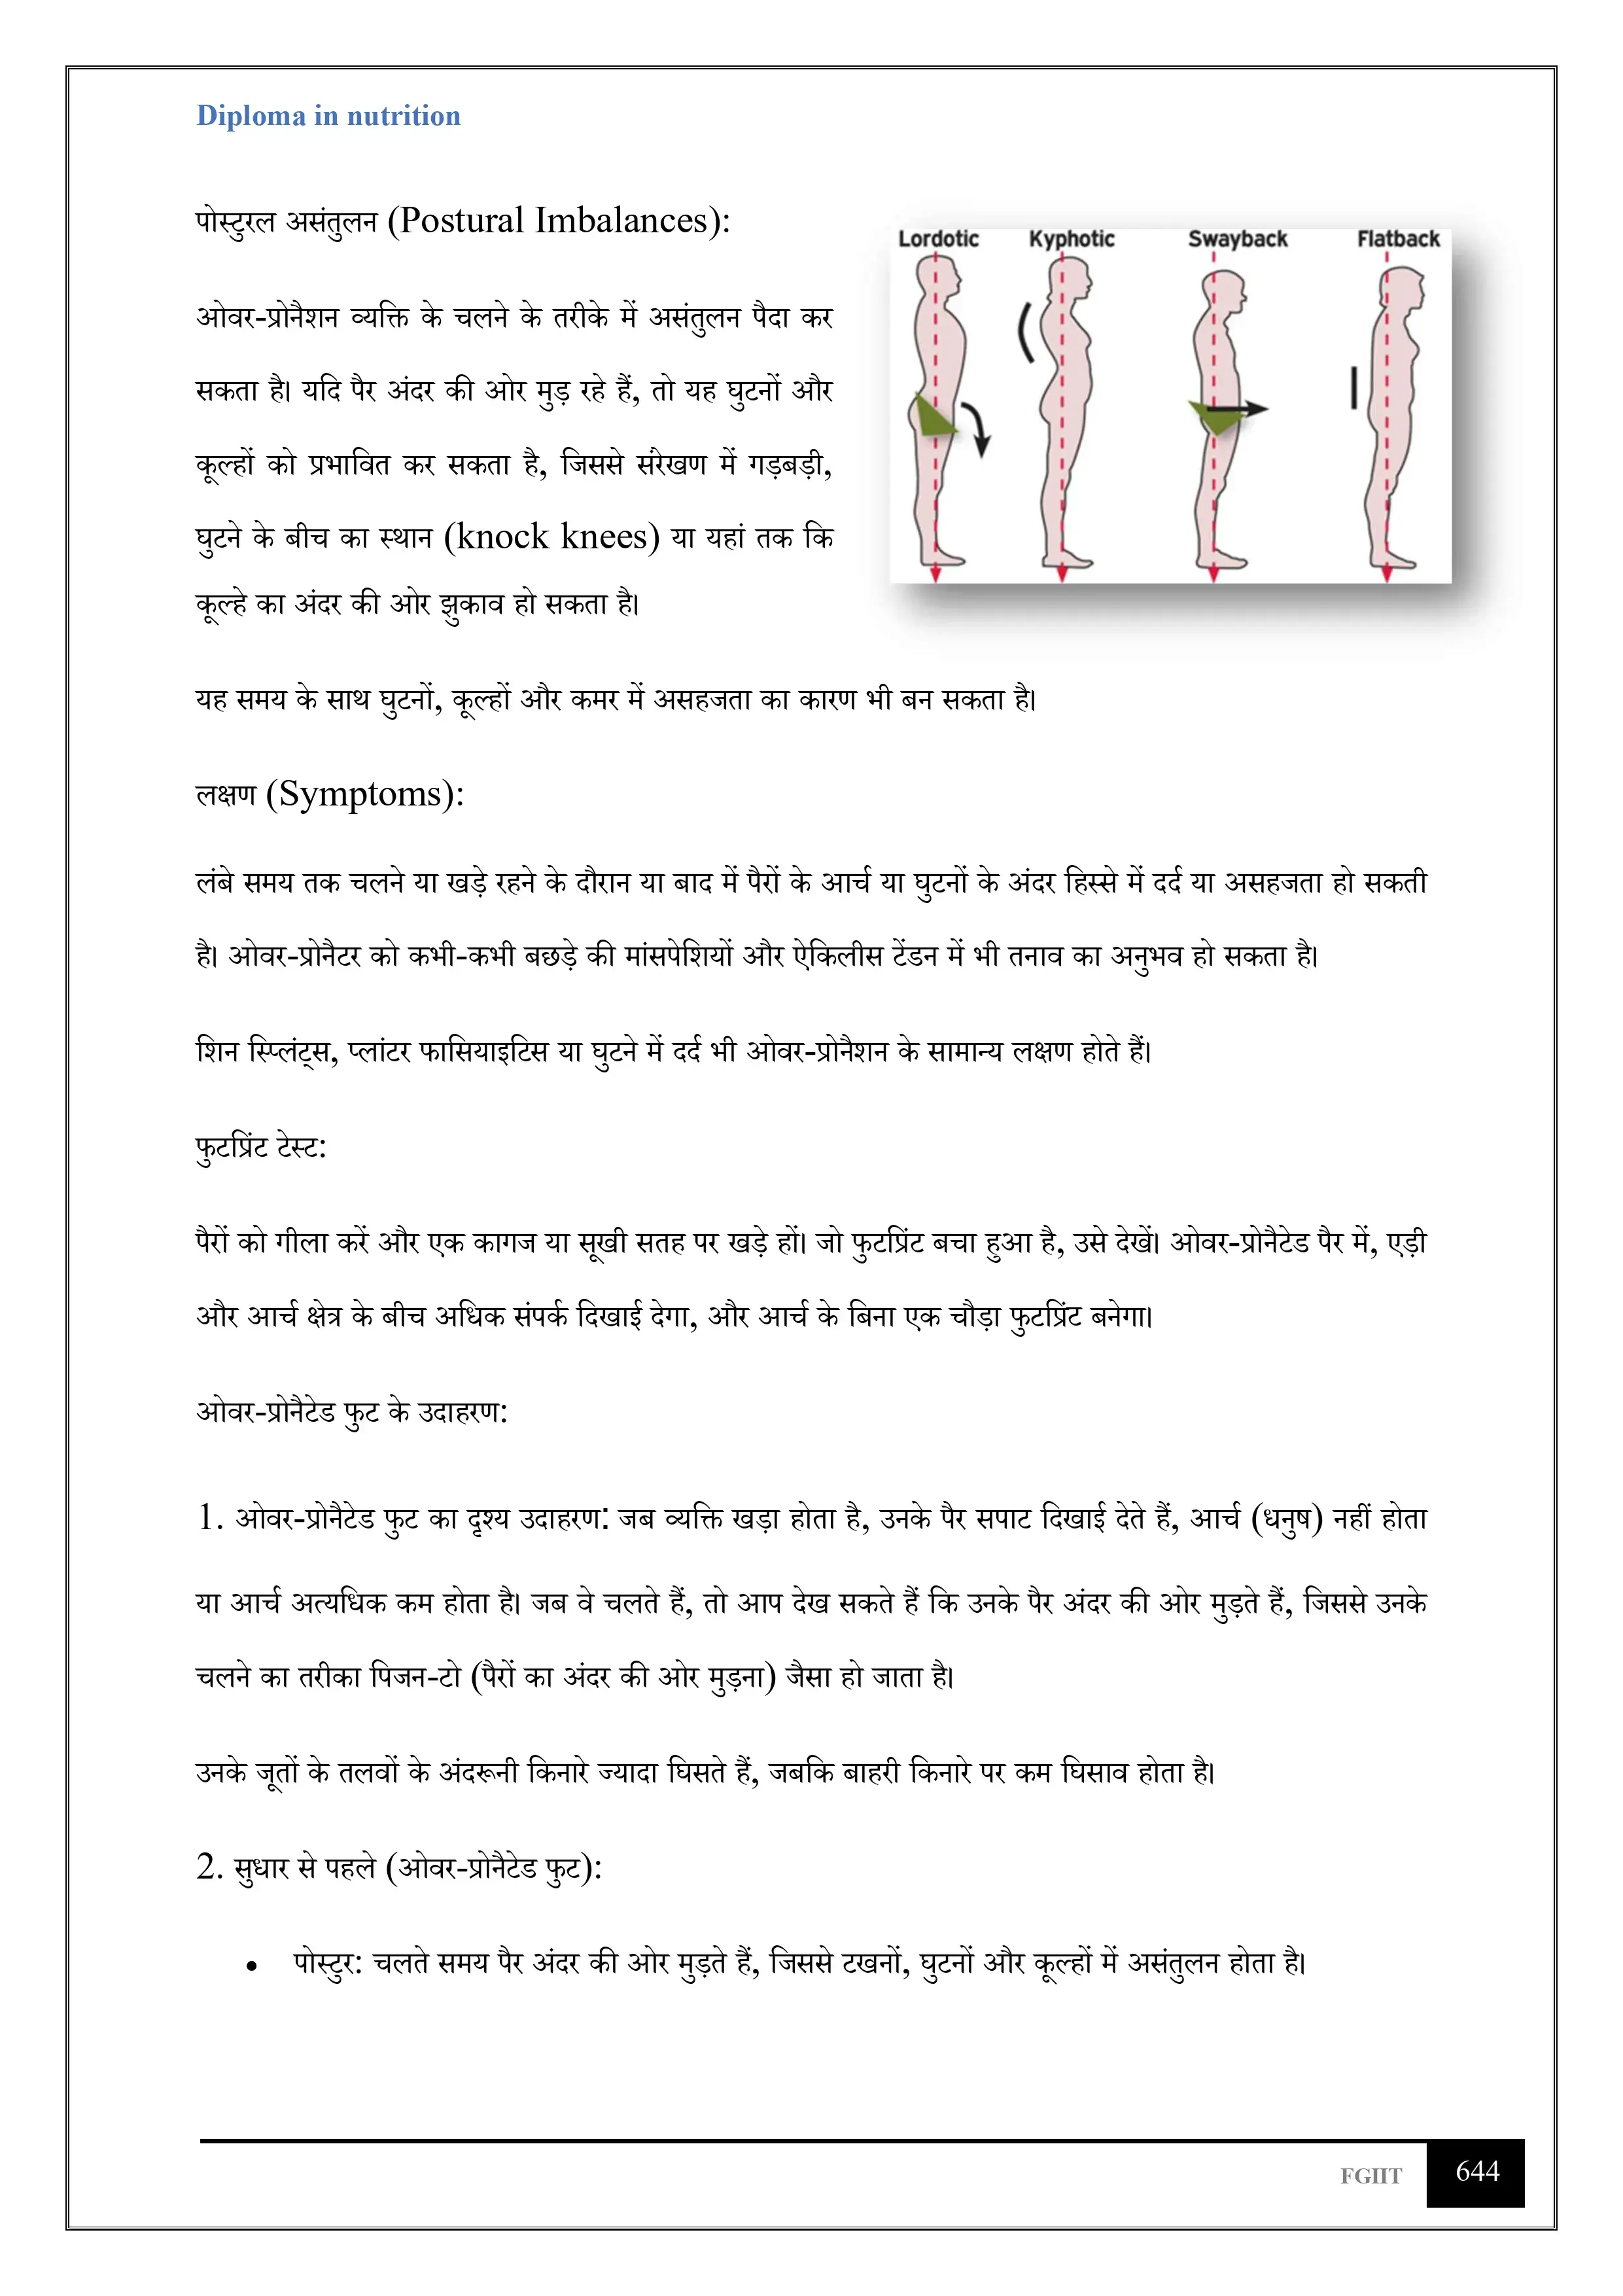 Diploma in nutrition
पोस्टुरल असंतुलन (Postural Imbalances):
Lordotic Kyphotic Swayback Flatback
ओवर-प्रोनैशन व्यक्ति के चलने के तरीके में असंतुलन पैदा कर
सकता है। यदि पैर अंदर की ओर मुड़ रहे हैं, तो यह घुटनों और
कूल्हों को प्रभावित कर सकता है, जिससे संरेखण में गड़बड़ी,
घुटने के बीच का स्थान (knock knees) या यहां तक कि
कूल्हे का अंदर की ओर झुकाव हो सकता है।
यह समय के साथ घुटनों, कूल्हों और कमर में असहजता का कारण भी बन सकता है।
लक्षण (Symptoms):
लंबे समय तक चलने या खड़े रहने के दौरान या बाद में पैरों के आर्च या घुटनों के अंदर हिस्से में दर्द या असहजता हो सकती
है। ओवर-प्रोनैटर को कभी-कभी बछड़े की मांसपेशियों और ऐकिलीस टेंडन में भी तनाव का अनुभव हो सकता है।
शिन स्प्लिंट्स, प्लांटर फासियाइटिस या घुटने में दर्द भी ओवर-प्रोनैशन के सामान्य लक्षण होते हैं।
फुटप्रिंट टेस्ट:
पैरों को गीला करें और एक कागज या सूखी सतह पर खड़े हों। जो फुटप्रिंट बचा हुआ है, उसे देखें। ओवर-प्रोनैटेड पैर में, एड़ी
और आर्च क्षेत्र के बीच अधिक संपर्क दिखाई देगा, और आर्च के बिना एक चौड़ा फुटप्रिंट बनेगा।
ओवर-प्रोनैटेड फुट के उदाहरण:
1. ओवर-प्रोनैटेड फुट का दृश्य उदाहरण: जब व्यक्ति खड़ा होता है, उनके पैर सपाट दिखाई देते हैं, आर्च (धनुष) नहीं होता
या आर्च अत्यधिक कम होता है। जब वे चलते हैं, तो आप देख सकते हैं कि उनके पैर अंदर की ओर मुड़ते हैं, जिससे उनके
चलने का तरीका पिजन-टो (पैरों का अंदर की ओर मुड़ना) जैसा हो जाता है।
उनके जूतों के तलवों के अंदरूनी किनारे ज्यादा घिसते हैं, जबकि बाहरी किनारे पर कम घिसाव होता है।
2. सुधार से पहले (ओवर-प्रोनैटेड फुट):
• पोस्टुर: चलते समय पैर अंदर की ओर मुड़ते हैं, जिससे टखनों, घुटनों और कूल्हों में असंतुलन होता है।
FGIIT 644